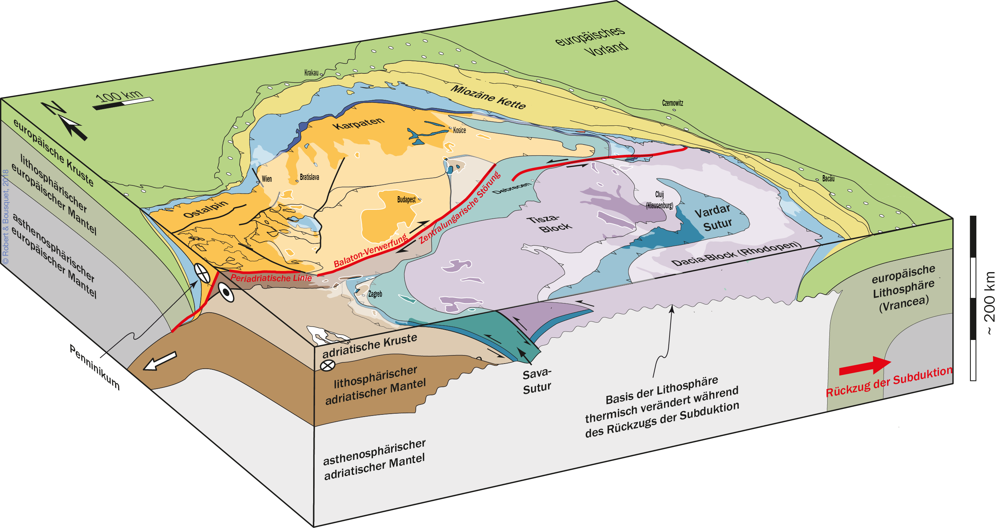 europäisches
Vorland
Krakau
100 km
N
Miozäne Kette
Czernowitz
Karpaten
Kosice
europäische Kruste
lithosphärischer
europäischer Mantel
asthenosphärischer
europäischer Mantel
© Robert & Bousquet, 2018
Wien
Bratislava
Bacău
Debrecen
Cluij
(Klausenburg)
Budapest
Ostalpin
Vardar
Sutur
Tisza-
Block
Zentralungarische Störung
Balaton-Verwerfung
Dacia-Block (Rhodopen)
Periadriatische Linie
Zagreb
europäische
Lithosphäre
(Vrancea)
~ 200 km
Penninikum
adriatische Kruste
lithosphärischer
adriatischer Mantel
Sava-
Sutur
Rückzug der Subduktion
Basis der Lithosphäre
thermisch verändert während
des Rückzugs der Subduktion
asthenosphärischer
adriatischer Mantel